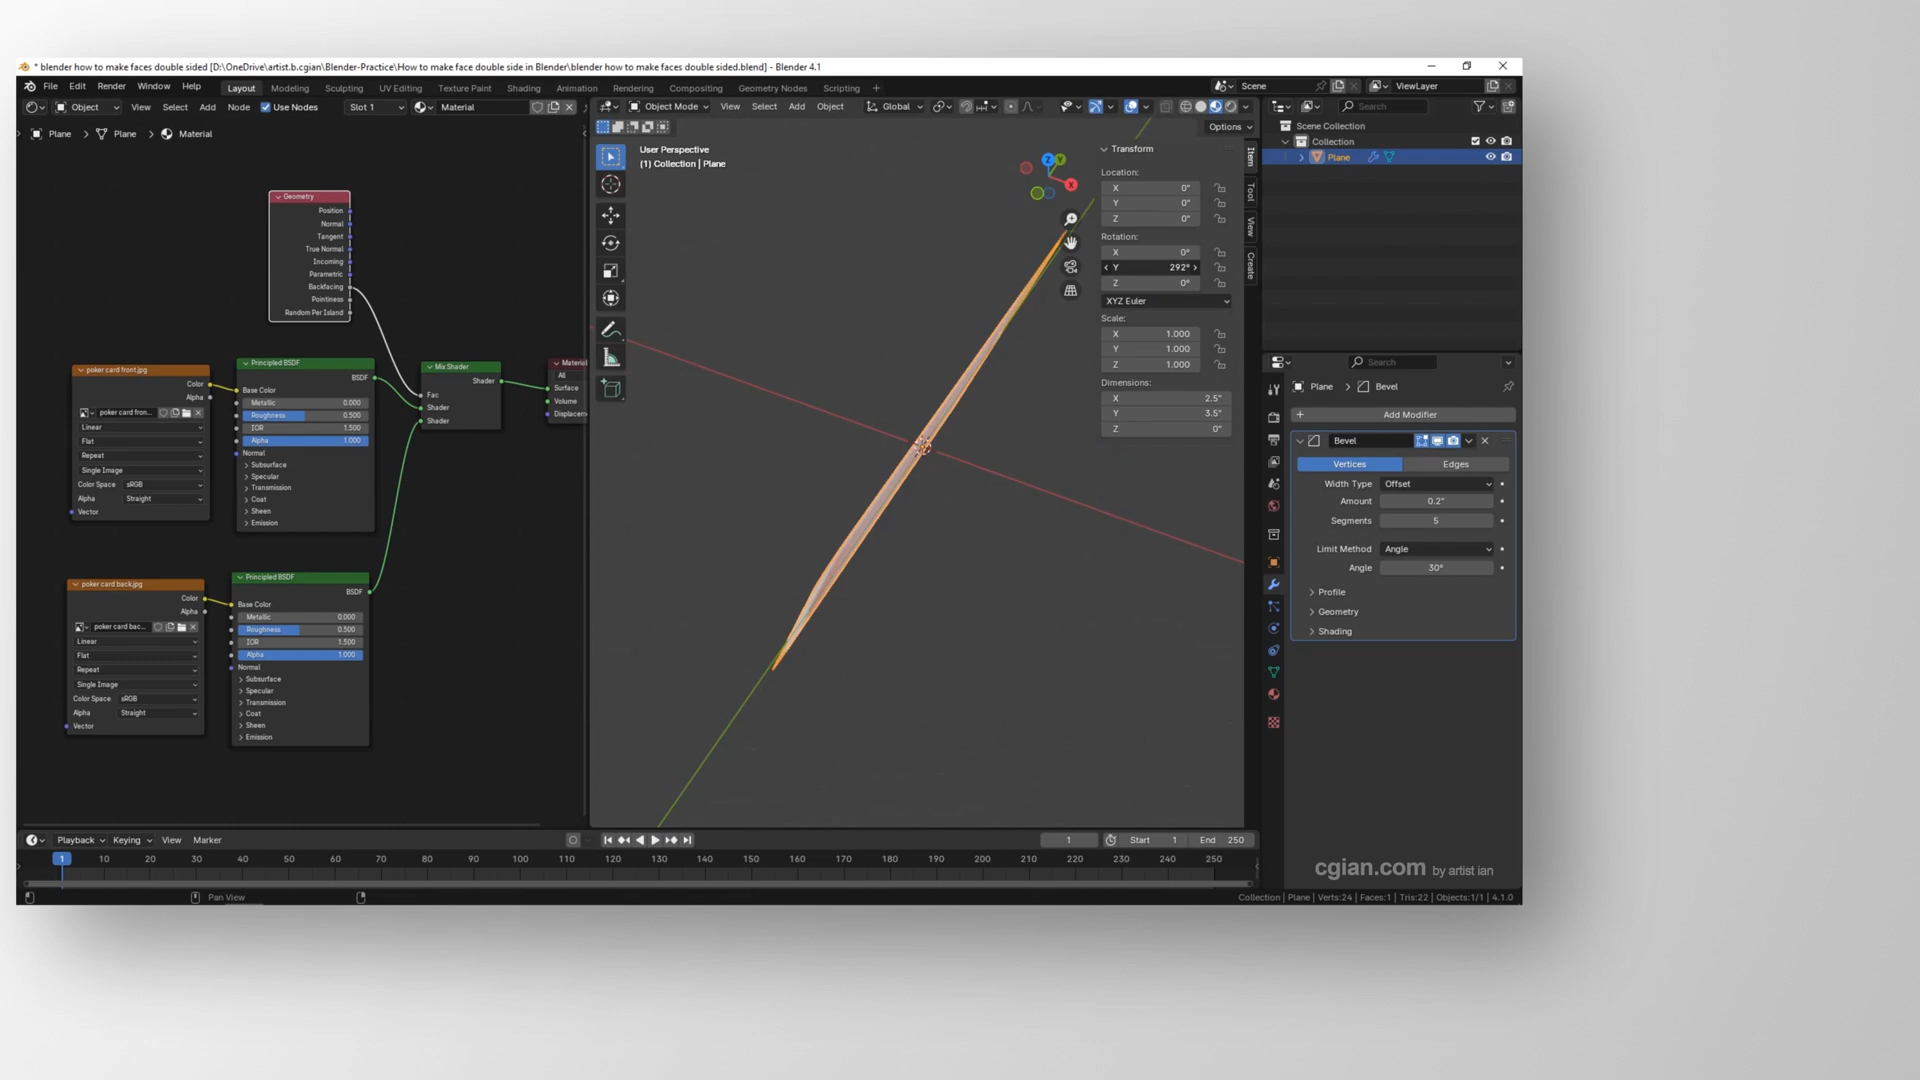 * blender how to make faces double sided [D:\OneDrive\artist.b.cgian\Blender-Practice\How to make face double side in Blender\blender how to make faces double sided.blend] - Blender 4.1
File Edit Render Window Help Layout Modeling Sculpting UV Editing Texture Paint Shading Animation Rendering Compositing Geometry Nodes Scripting + Scene ViewLayer
Object View Select Add Node Use Nodes Slot 1 Material
Object Mode View Select Add Object Global
Search
Options
Plane > Plane > Material
User Perspective
(1) Collection | Plane
Geometry
Position
Normal
Tangent
True Normal
Incoming
Parametric
Backfacing
Pointiness
Random Per Island
poker card front.jpg
Color
Alpha
poker card fron...
Linear
Flat
Repeat
Single Image
Color Space sRGB
Alpha Straight
Vector
Principled BSDF
BSDF
Base Color
Metallic 0.000
Roughness 0.500
IOR 1.500
Alpha 1.000
Normal
Subsurface
Specular
Transmission
Coat
Sheen
Emission
Mix Shader
Shader
Fac
Shader
Shader
Material
All
Surface
Volume
Displacem
poker card back.jpg
Color
Alpha
poker card bac...
Linear
Flat
Repeat
Single Image
Color Space sRGB
Alpha Straight
Vector
Principled BSDF
BSDF
Base Color
Metallic 0.000
Roughness 0.500
IOR 1.500
Alpha 1.000
Normal
Subsurface
Specular
Transmission
Coat
Sheen
Emission
Z
Y
X
Transform
Location:
X 0"
Y 0"
Z 0"
Rotation:
X 0°
Y 292°
Z 0°
XYZ Euler
Scale:
X 1.000
Y 1.000
Z 1.000
Dimensions:
X 2.5"
Y 3.5"
Z 0"
Item
Tool
View
Create
Scene Collection
Collection
Plane
Search
Plane > Bevel
+ Add Modifier
Bevel
Vertices Edges
Width Type Offset
Amount 0.2"
Segments 5
Limit Method Angle
Angle 30°
Profile
Geometry
Shading
cgian.com by artist ian
Playback Keying View Marker 1 Start 1 End 250
1 10 20 30 40 50 60 70 80 90 100 110 120 130 140 150 160 170 180 190 200 210 220 230 240 250
Pan View
Collection | Plane | Verts:24 | Faces:1 | Tris:22 | Objects:1/1 | 4.1.0